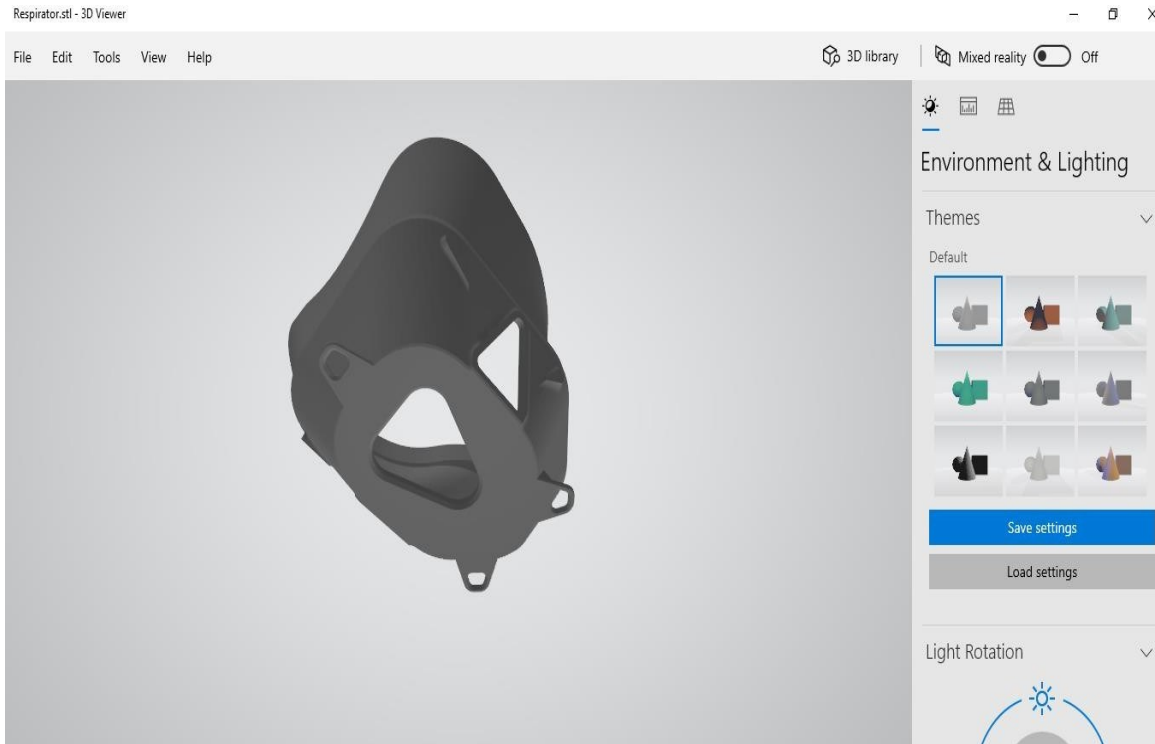 Respirator.stl - 3D Viewer
File Edit Tools View Help
3D library Mixed reality Off
Environment & Lighting
Themes
Default
Save settings
Load settings
Light Rotation